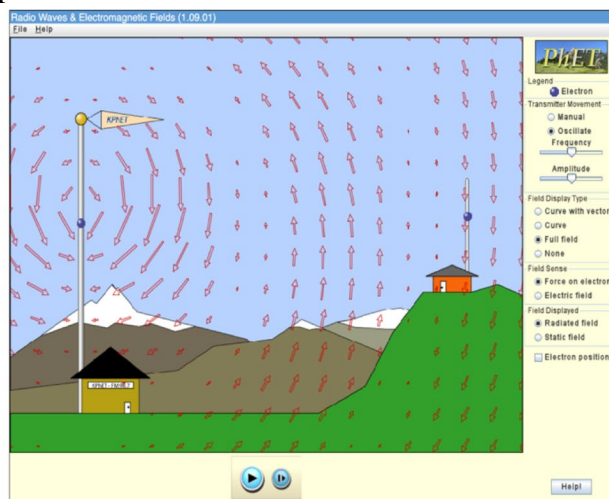 Radio Waves & Electromagnetic Fields (1.09.01)
File Help
PhET
Legend
Electron
Transmitter Movement
Manual
Oscillate
Frequency
Amplitude
Field Display Type
Curve with vector
Curve
Full field
None
Field Sense
Force on electron
Electric field
Field Displayed
Radiated field
Static field
Electron position
KPhET
Help!